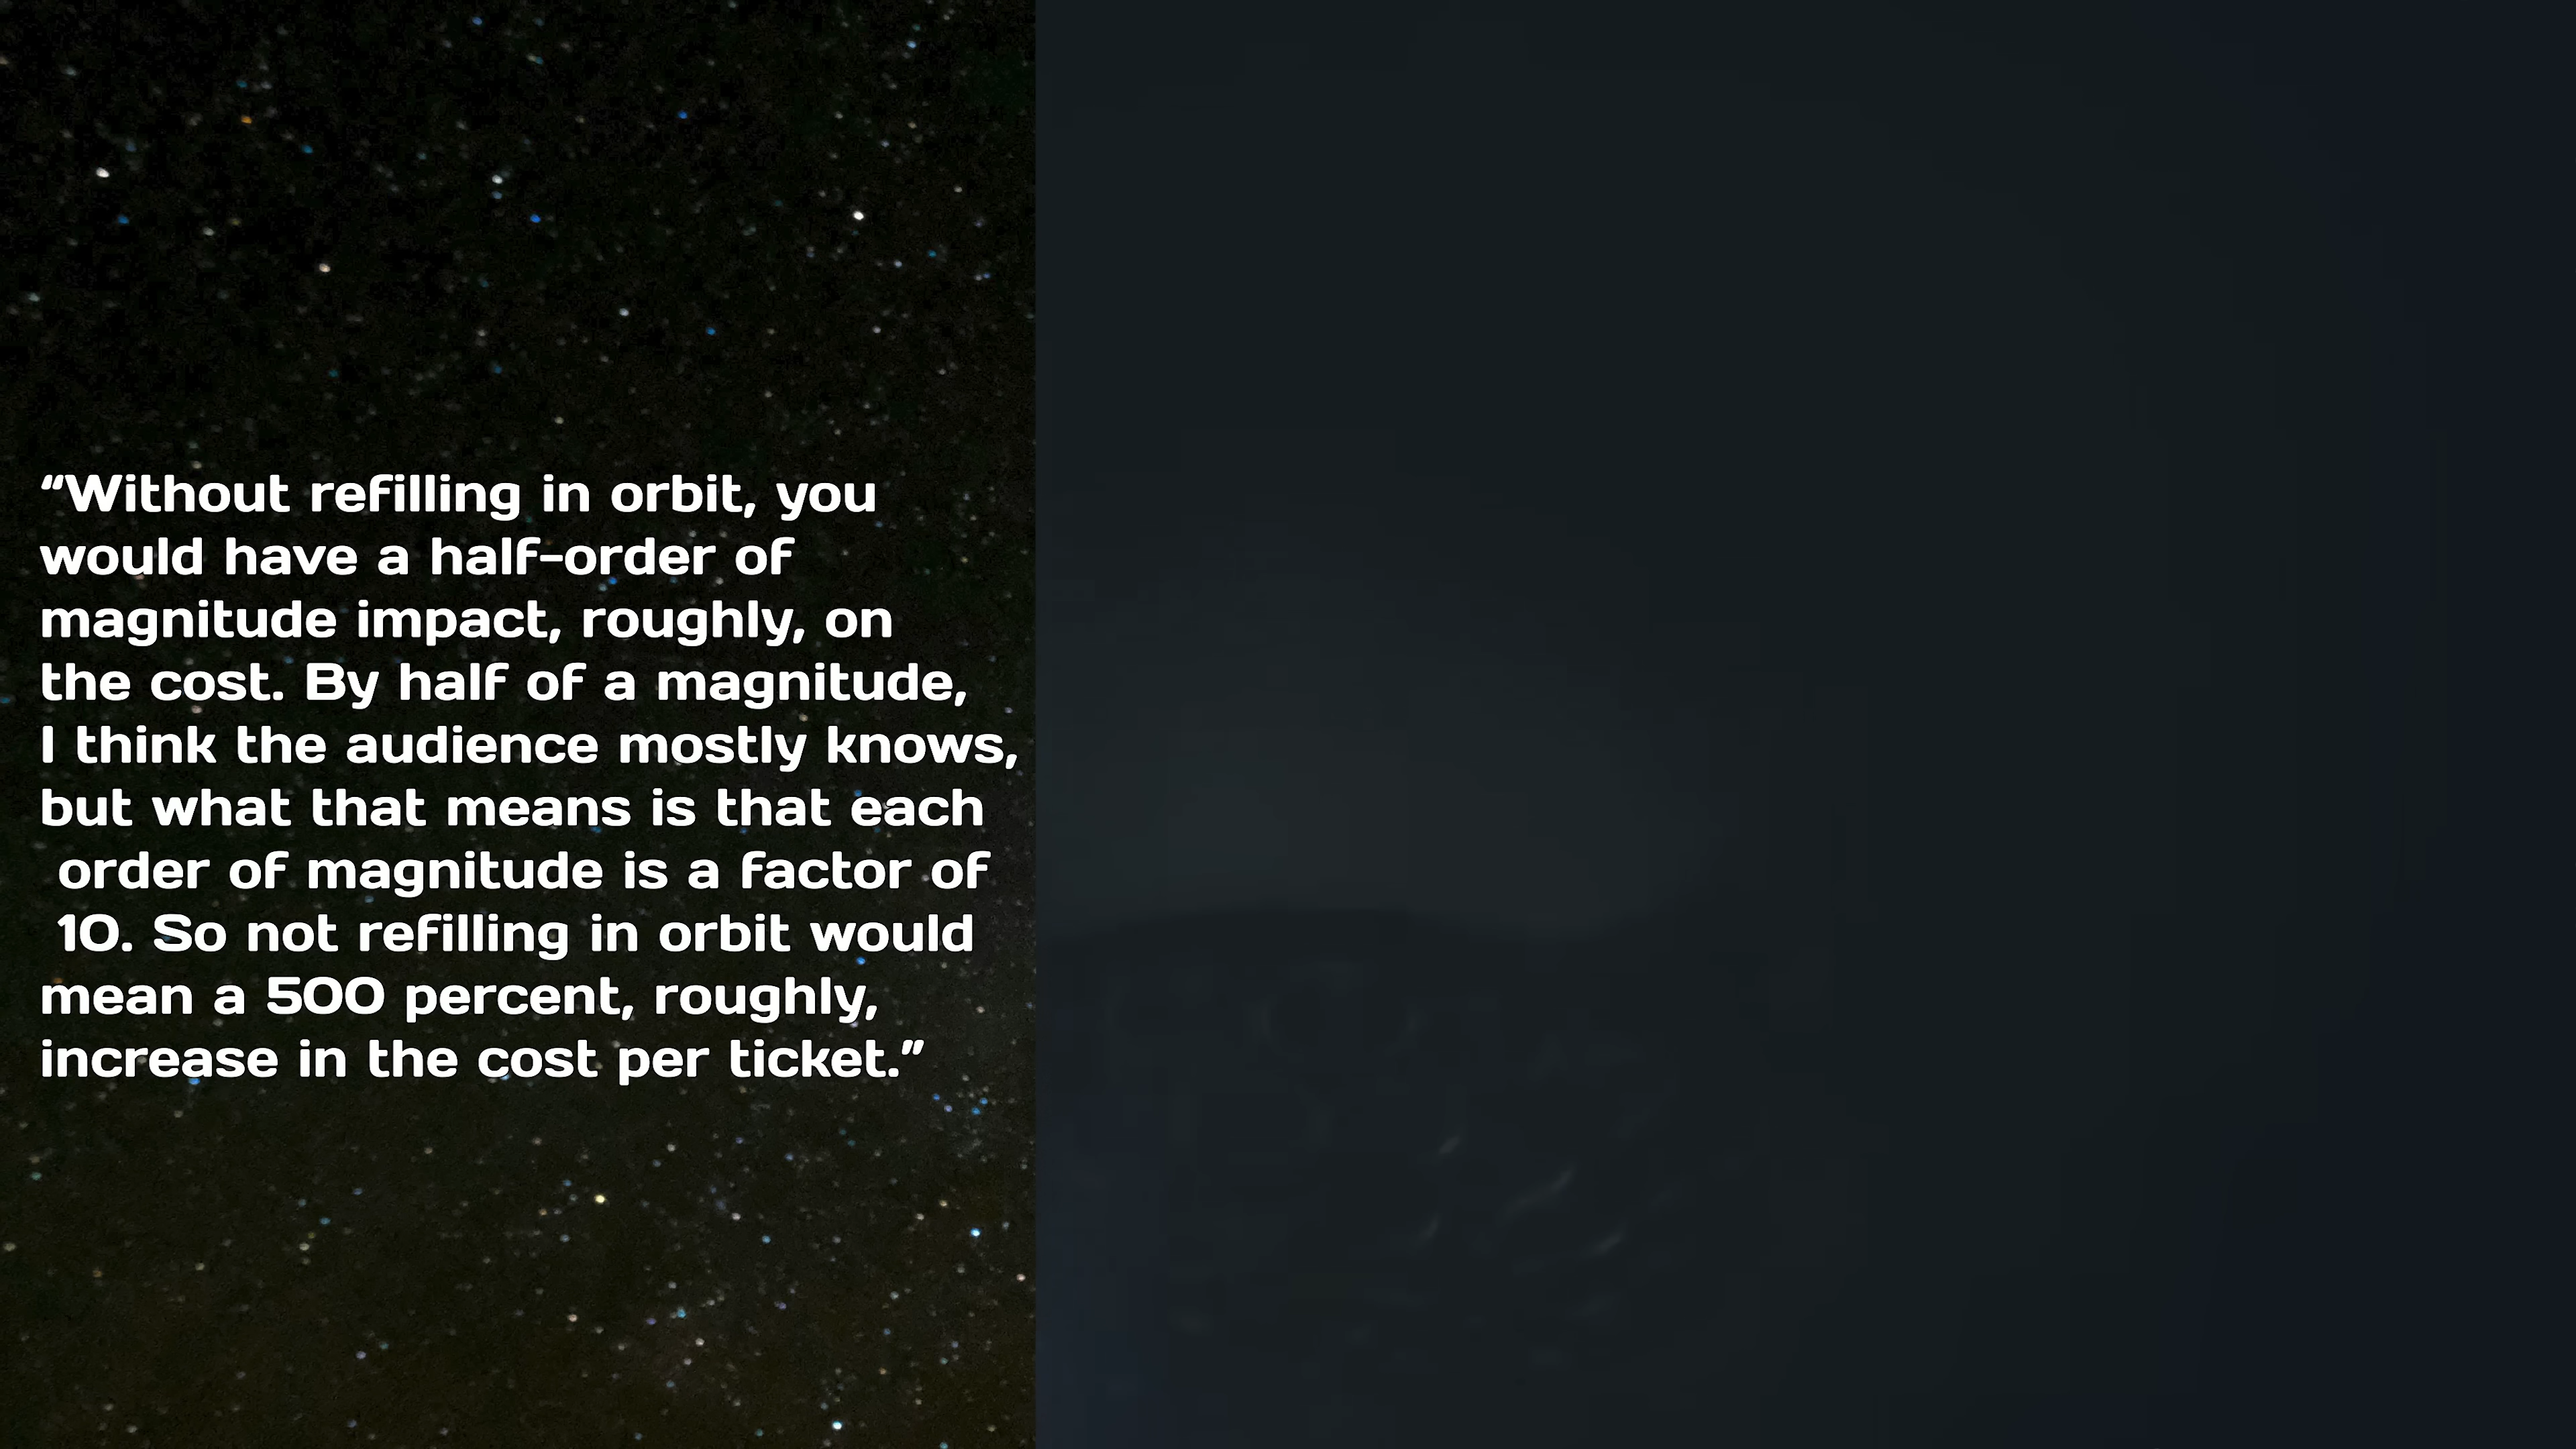 “Without refilling in orbit, you
would have a half-order of
magnitude impact, roughly, on
the cost. By half of a magnitude,
I think the audience mostly knows,
but what that means is that each
order of magnitude is a factor of
10. So not refilling in orbit would
mean a 500 percent, roughly,
increase in the cost per ticket.”